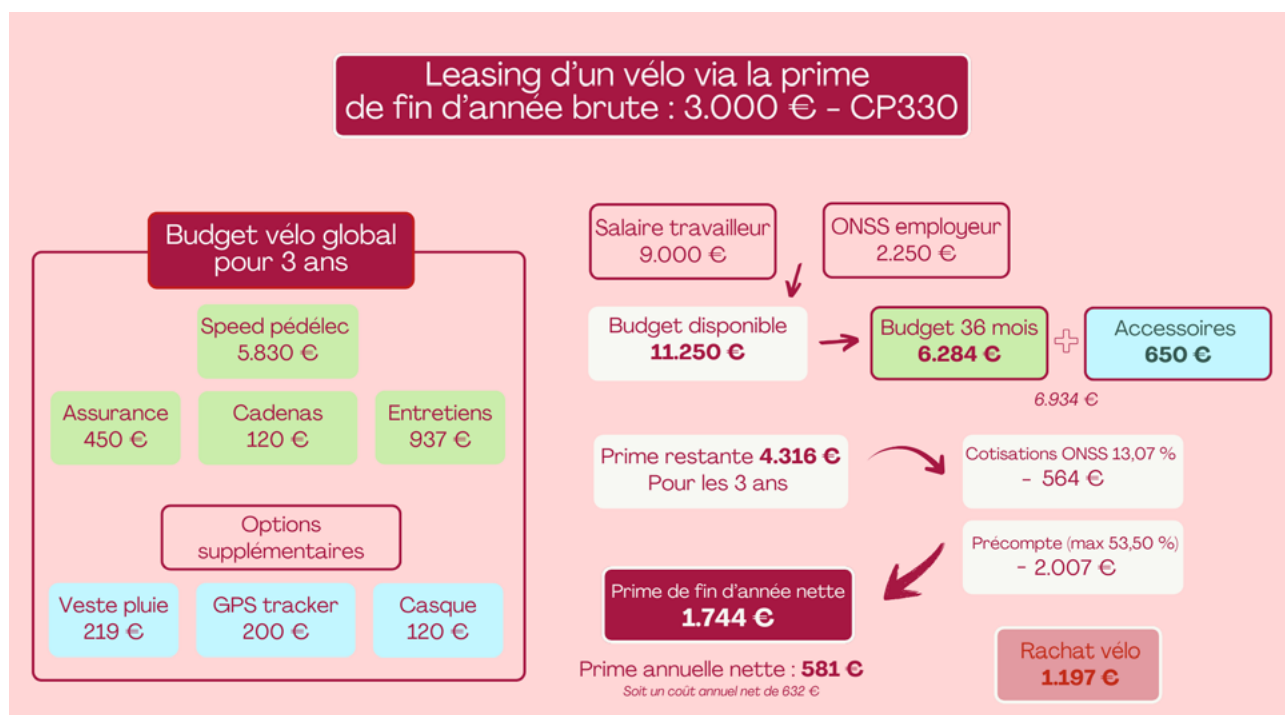 Leasing d'un vélo via la prime
de fin d'année brute : 3.000 € - CP330
Budget vélo global
pour 3 ans
Speed pédélec
5.830 €
Assurance
450 €
Cadenas
120 €
Entretiens
937 €
Options
supplémentaires
Veste pluie
219 €
GPS tracker
200 €
Casque
120 €
Salaire travailleur
9.000 €
ONSS employeur
2.250 €
Budget disponible
11.250 €
Budget 36 mois
6.284 €
Accessoires
650 €
6.934 €
Prime restante 4.316 €
Pour les 3 ans
Cotisations ONSS 13,07 %
- 564 €
Précompte (max 53,50 %)
- 2.007 €
Prime de fin d'année nette
1.744 €
Prime annuelle nette : 581 €
Soit un coût annuel net de 632 €
Rachat vélo
1.197 €